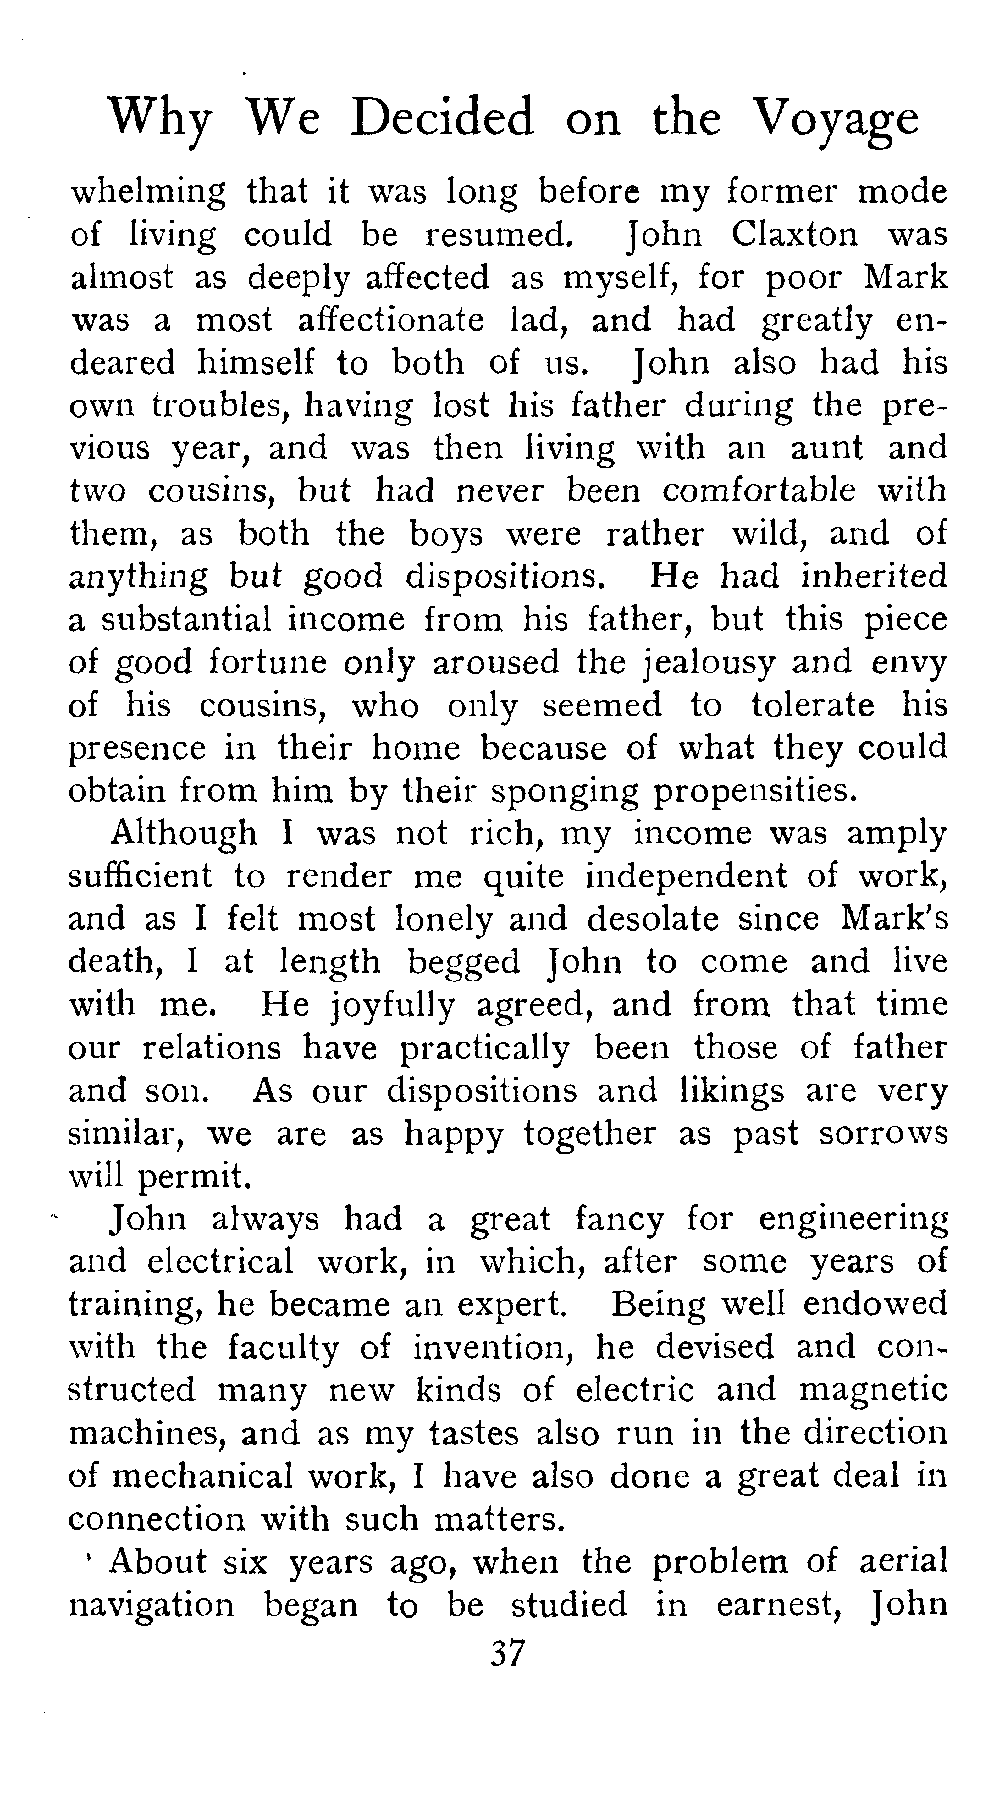 Why We Decided on the Voyage
whelming that it was long before my former mode
of living could be resumed. John Claxton was
almost as deeply affected as myself, for poor Mark
was a most affectionate lad, and had greatly en-
deared himself to both of us. John also had his
own troubles, having lost his father during the pre-
vious year, and was then living with an aunt and
two cousins, but had never been comfortable with
them, as both the boys were rather wild, and of
anything but good dispositions. He had inherited
a substantial income from his father, but this piece
of good fortune only aroused the jealousy and envy
of his cousins, who only seemed to tolerate his
presence in their home because of what they could
obtain from him by their sponging propensities.
Although I was not rich, my income was amply
sufficient to render me quite independent of work,
and as I felt most lonely and desolate since Mark's
death, I at length begged John to come and live
with me. He joyfully agreed, and from that time
our relations have practically been those of father
and son. As our dispositions and likings are very
similar, we are as happy together as past sorrows
will permit.
John always had a great fancy for engineering
and electrical work, in which, after some years of
training, he became an expert. Being well endowed
with the faculty of invention, he devised and con-
structed many new kinds of electric and magnetic
machines, and as my tastes also run in the direction
of mechanical work, I have also done a great deal in
connection with such matters.
About six years ago, when the problem of aerial
navigation began to be studied in earnest, John
37